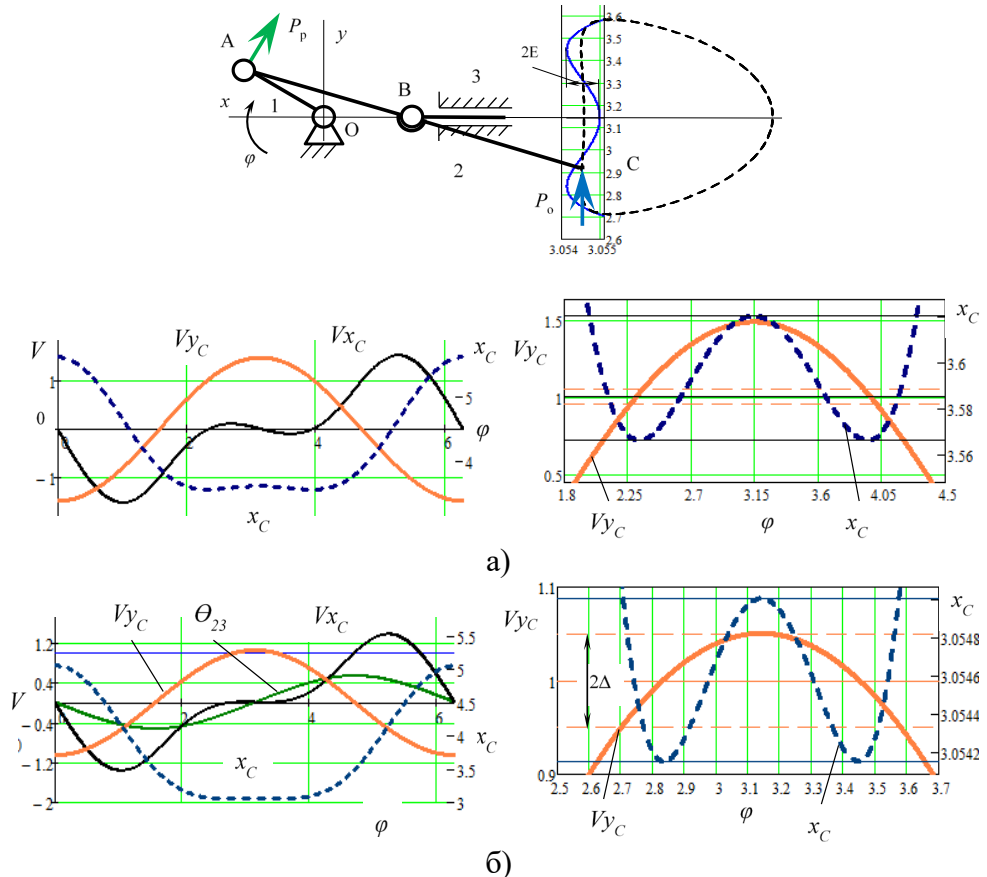 P_p
A
y
3.6
3.5
2E
3.4
3
3.3
B
3.2
x
1
O
3.1
φ
3
C
2.9
2
2.8
P_o
2.7
2.6
3.054 3.055
V Vy_C Vx_C x_C
1
5
0
0 2 4 6 φ
4
-1
x_C
1.5
Vy_C
1
0.5
x_C
3.6
3.58
3.56
1.8 2.25 2.7 3.15 3.6 4.05 4.5
Vy_C φ x_C
а)
Vy_C Θ_23 Vx_C
1.2 5.5
5
0.4
V 0 2 4 6 4.5
-0.4
)
4
x_C
-1.2 x_C 3.5
-2 3
φ
1.1
Vy_C
1
2Δ
0.9
x_C
3.0548
3.0546
3.0544
3.0542
2.5 2.6 2.7 2.8 2.9 3 3.1 3.2 3.3 3.4 3.5 3.6 3.7
Vy_C φ x_C
б)